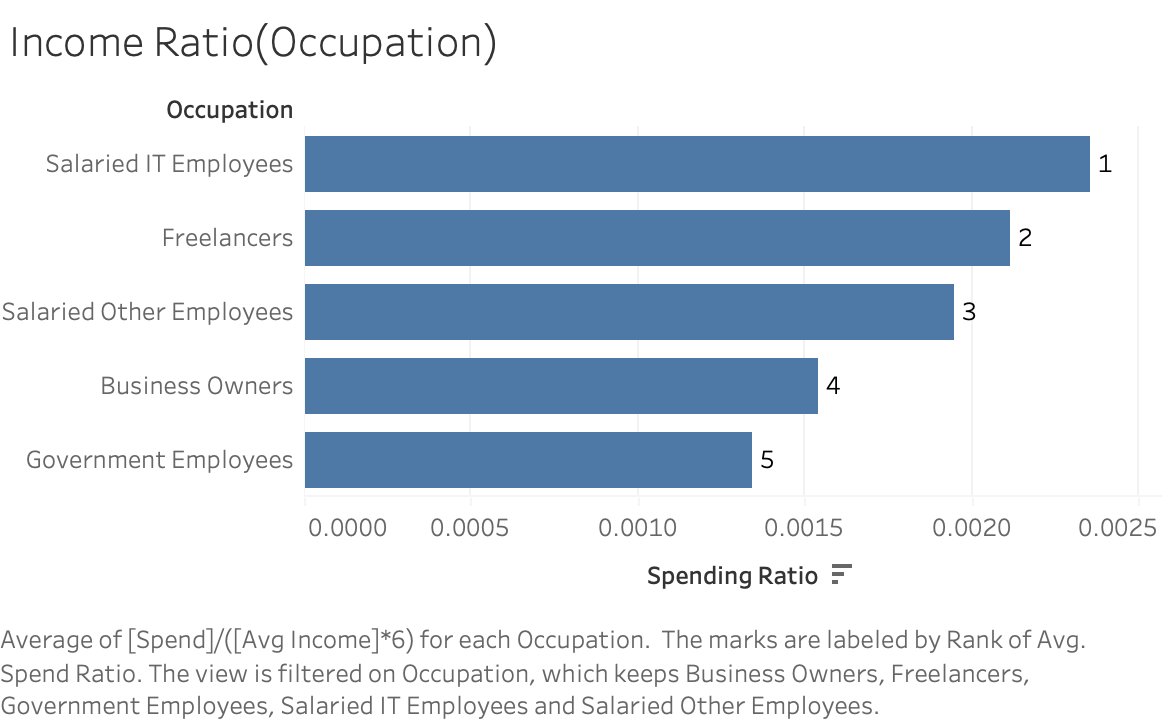 Income Ratio(Occupation)
Occupation
Salaried IT Employees 1
Freelancers 2
Salaried Other Employees 3
Business Owners 4
Government Employees 5
0.0000 0.0005 0.0010 0.0015 0.0020 0.0025
Spending Ratio
Average of [Spend]/([Avg Income]*6) for each Occupation.  The marks are labeled by Rank of Avg.
Spend Ratio. The view is filtered on Occupation, which keeps Business Owners, Freelancers,
Government Employees, Salaried IT Employees and Salaried Other Employees.